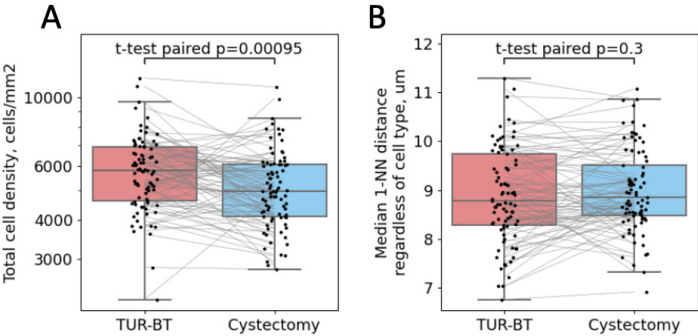 A
t-test paired p=0.00095
Total cell density, cells/mm2
10000
6000
4000
3000
TUR-BT Cystectomy
B
t-test paired p=0.3
Median 1-NN distance
regardless of cell type, um
12
11
10
9
8
7
TUR-BT Cystectomy